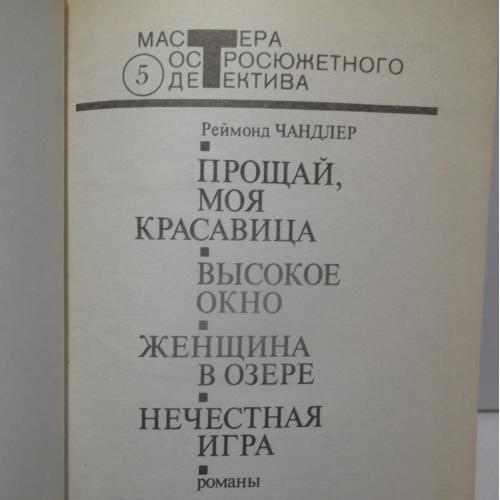 МАСТЕРА
ОСТРОСЮЖЕТНОГО
5
ДЕТЕКТИВА
Реймонд ЧАНДЛЕР
ПРОЩАЙ,
МОЯ
КРАСАВИЦА
ВЫСОКОЕ
ОКНО
ЖЕНЩИНА
В ОЗЕРЕ
НЕЧЕСТНАЯ
ИГРА
романы